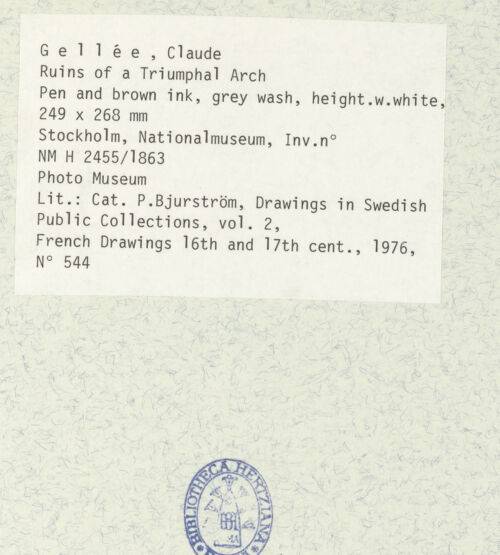 G e l l é e , Claude
Ruins of a Triumphal Arch
Pen and brown ink, grey wash, height.w.white,
249 x 268 mm
Stockholm, Nationalmuseum, Inv.n°
NM H 2455/1863
Photo Museum
Lit.: Cat. P.Bjurström, Drawings in Swedish
Public Collections, vol. 2,
French Drawings 16th and 17th cent., 1976,
N° 544
BIBLIOTHECA HERTZIANA